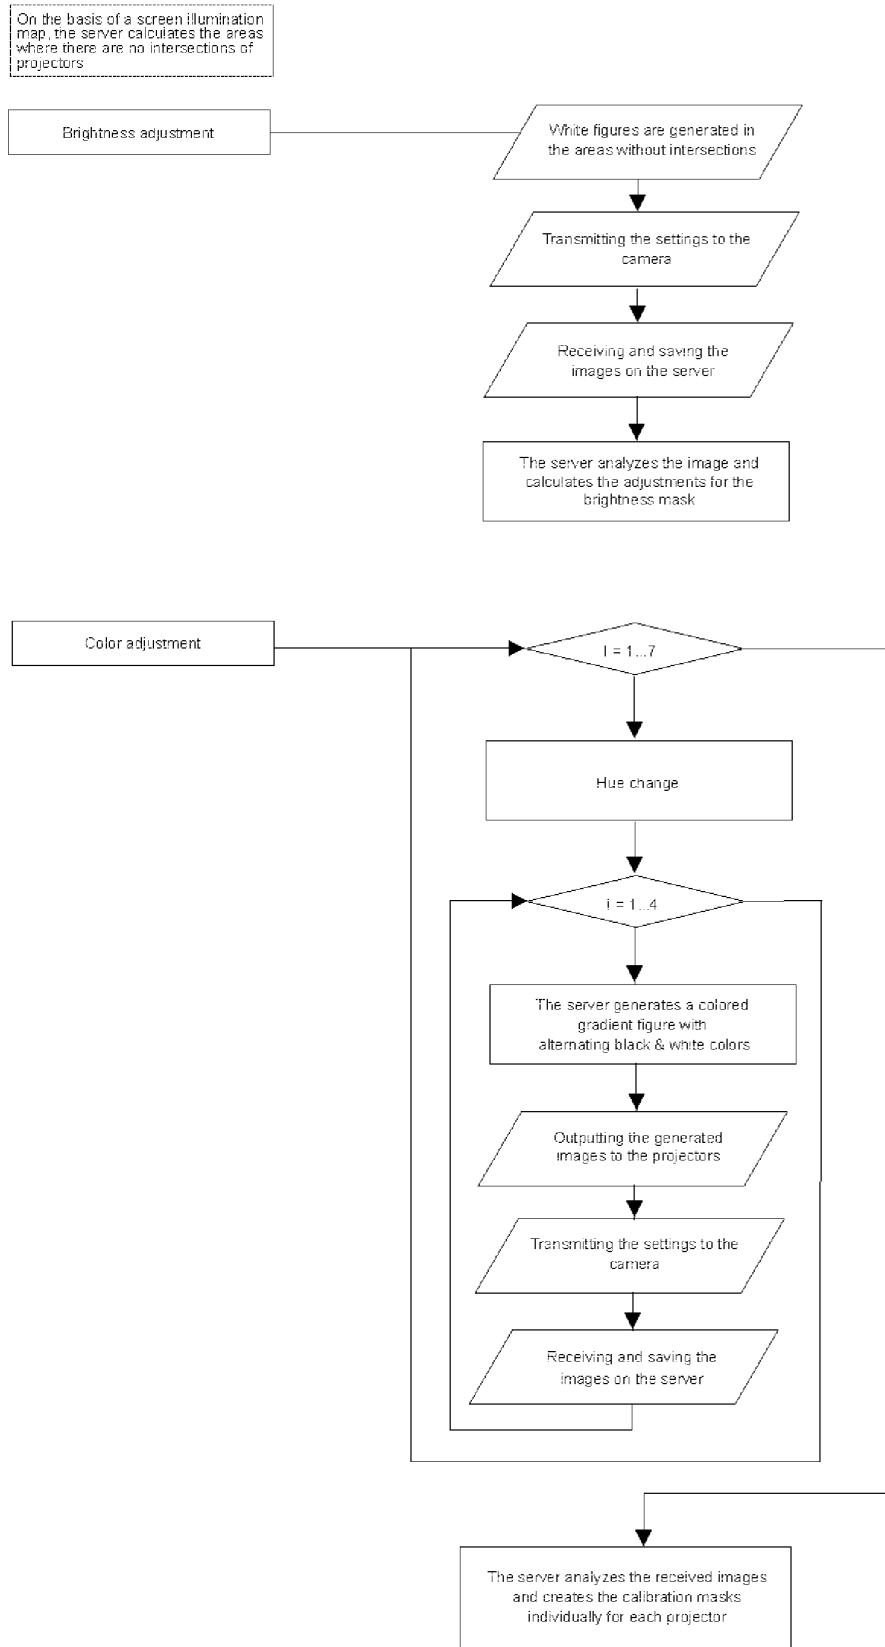 On the basis of a screen illumination
map, the server calculates the areas
where there are no intersections of
projectors
Brightness adjustment
White figures are generated in
the areas without intersections
Transmitting the settings to the
camera
Receiving and saving the
images on the server
The server analyzes the image and
calculates the adjustments for the
brightness mask
Color adjustment
I = 1...7
Hue change
i = 1...4
The server generates a colored
gradient figure with
alternating black & white colors
Outputting the generated
images to the projectors
Transmitting the settings to the
camera
Receiving and saving the
images on the server
The server analyzes the received images
and creates the calibration masks
individually for each projector